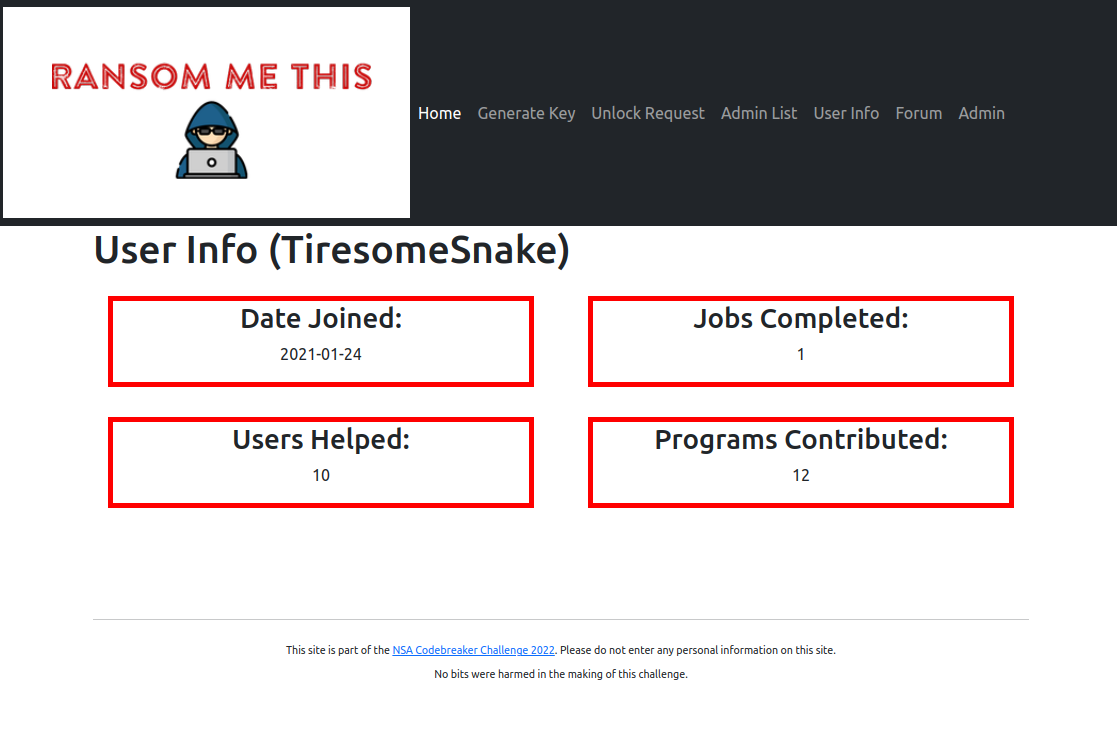 RANSOM ME THIS
Home Generate Key Unlock Request Admin List User Info Forum Admin
User Info (TiresomeSnake)
Date Joined:
2021-01-24
Jobs Completed:
1
Users Helped:
10
Programs Contributed:
12
This site is part of the NSA Codebreaker Challenge 2022. Please do not enter any personal information on this site.
No bits were harmed in the making of this challenge.